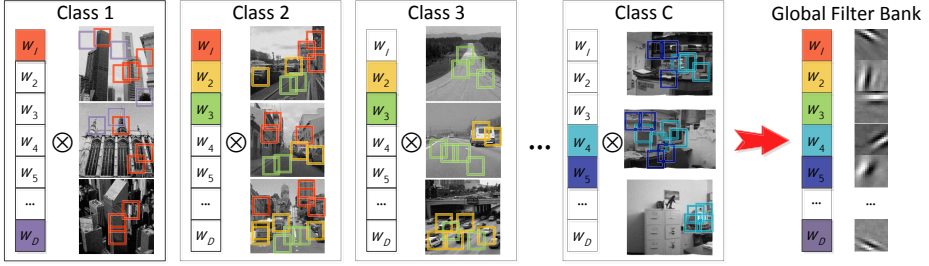 Class 1
Class 2
Class 3
Class C
Global Filter Bank
W1
W2
W3
W4
W5
...
WD
⊗
W1
W2
W3
W4
W5
...
WD
⊗
W1
W2
W3
W4
W5
...
WD
⊗
...
W1
W2
W3
W4
W5
...
WD
⊗
W1
W2
W3
W4
W5
...
WD
...